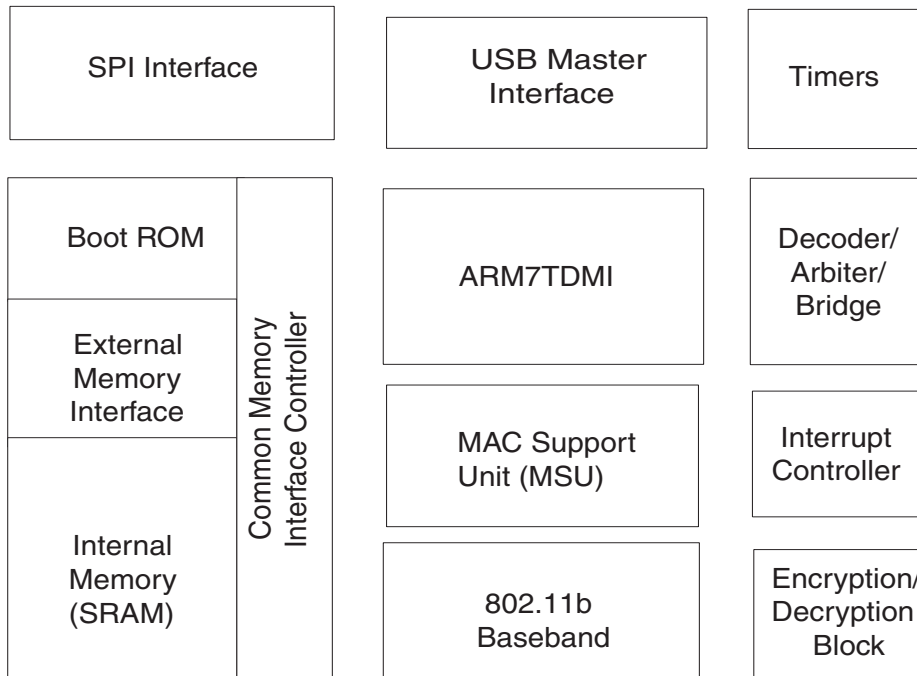 SPI Interface
USB Master
Interface
Timers
Boot ROM
External
Memory
Interface
Internal
Memory
(SRAM)
Common Memory
Interface Controller
ARM7TDMI
MAC Support
Unit (MSU)
802.11b
Baseband
Decoder/
Arbiter/
Bridge
Interrupt
Controller
Encryption/
Decryption
Block